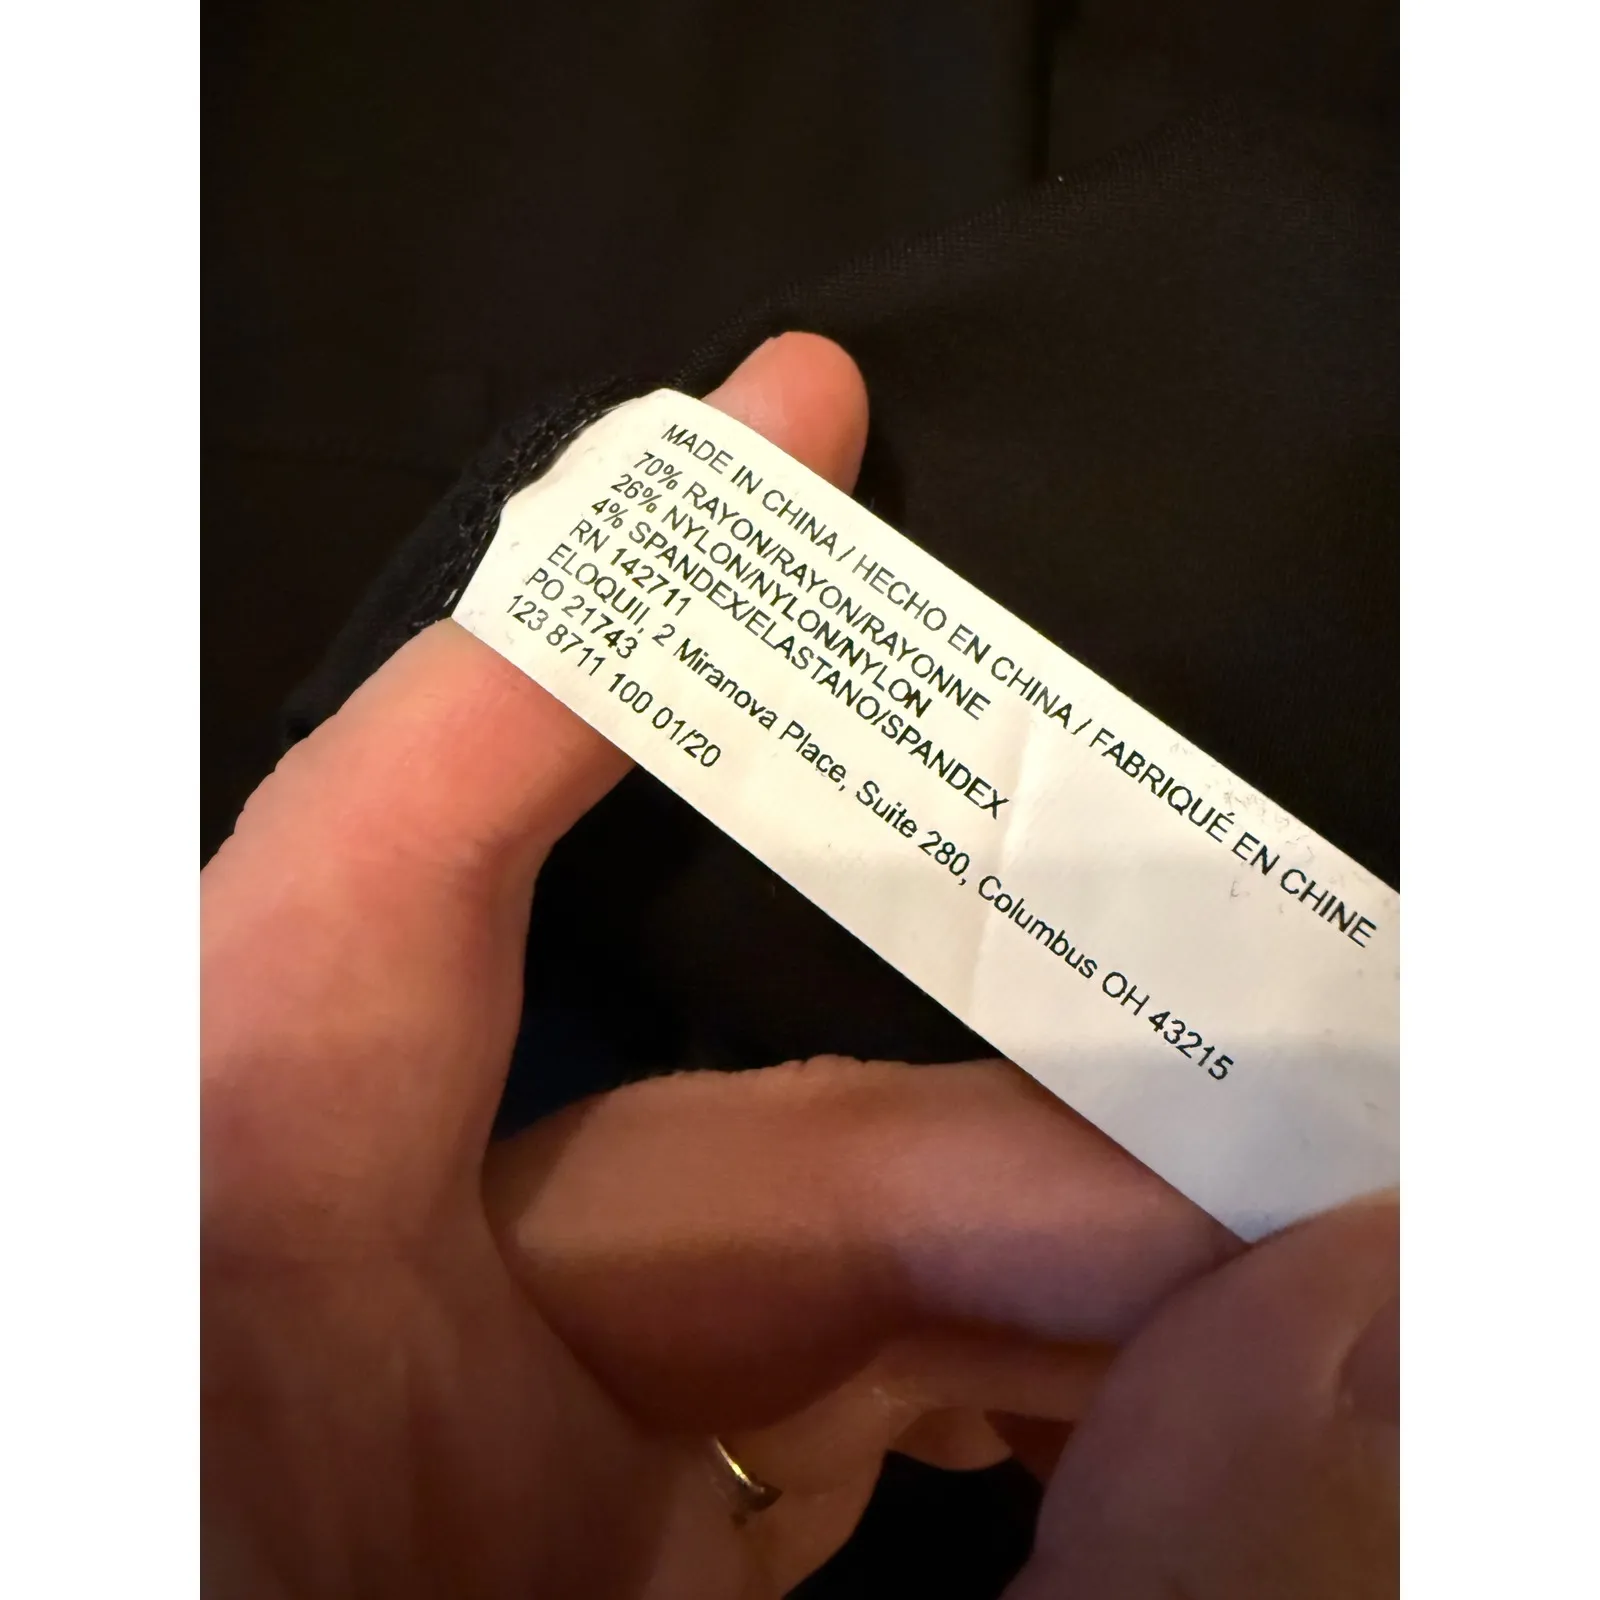 MADE IN CHINA / HECHO EN CHINA / FABRIQUÉ EN CHINE
70% RAYON/RAYON/RAYONNE
26% NYLON/NYLON/NYLON
4% SPANDEX/ELASTANO/SPANDEX
RN 142711
ELOQUII, 2 Miranova Place, Suite 280, Columbus OH 43215
PO 21743
123 8711 100 01/20